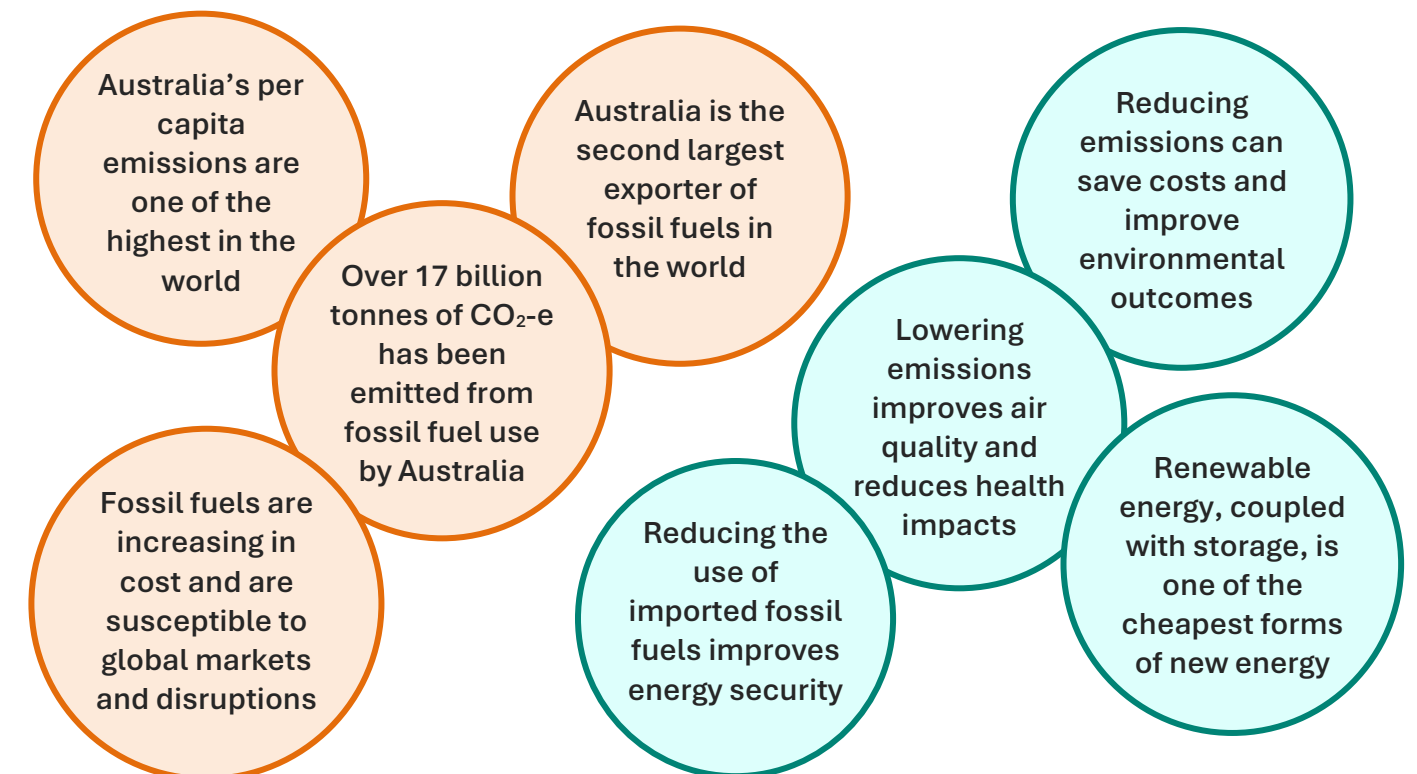 Australia’s per
capita
emissions are
one of the
highest in the
world
Over 17 billion
tonnes of CO₂-e
has been
emitted from
fossil fuel use
by Australia
Australia is the
second largest
exporter of
fossil fuels in
the world
Fossil fuels are
increasing in
cost and are
susceptible to
global markets
and disruptions
Reducing
emissions can
save costs and
improve
environmental
outcomes
Lowering
emissions
improves air
quality and
reduces health
impacts
Reducing the
use of
imported fossil
fuels improves
energy security
Renewable
energy, coupled
with storage, is
one of the
cheapest forms
of new energy